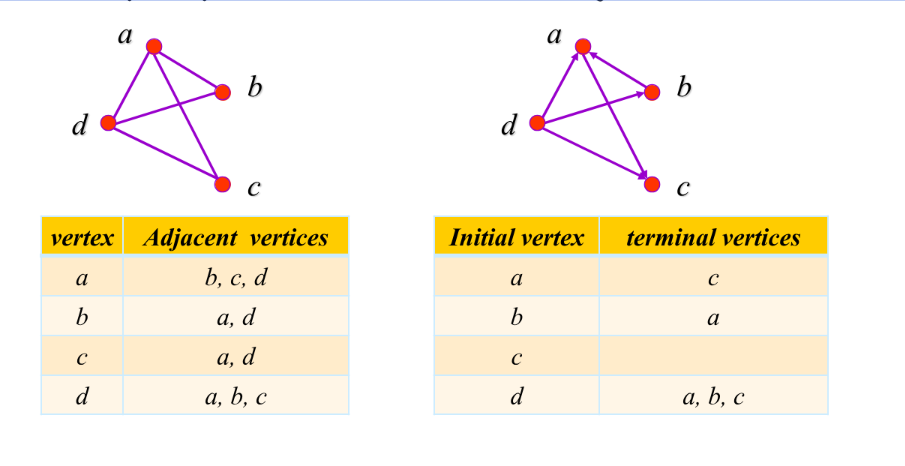 a
b
d
c
a
b
d
c
vertex Adjacent vertices
a b, c, d
b a, d
c a, d
d a, b, c
Initial vertex terminal vertices
a c
b a
c
d a, b, c